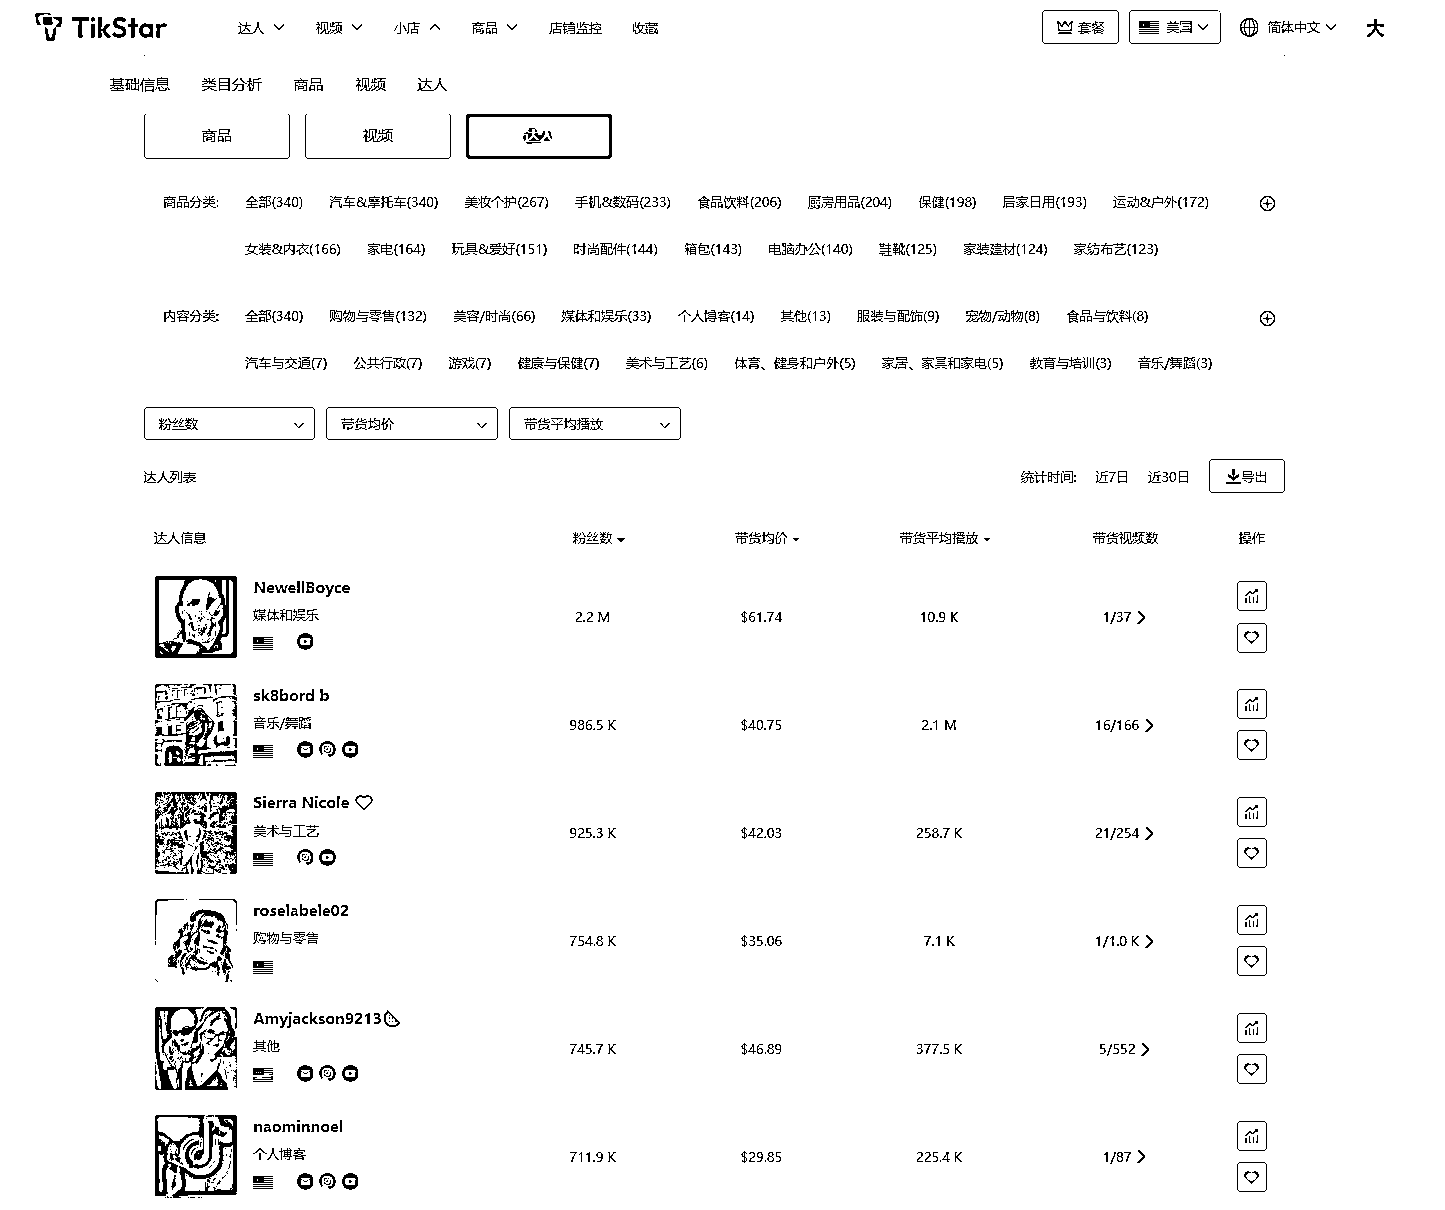 TikStar 达人 视频 小店 商品 店铺监控 收藏 套餐 美国 简体中文 大
基础信息 类目分析 商品 视频 达人
商品 视频 达人
商品分类: 全部(340) 汽车&摩托车(340) 美妆个护(267) 手机&数码(233) 食品饮料(206) 厨房用品(204) 保健(198) 居家日用(193) 运动&户外(172)
女装&内衣(166) 家电(164) 玩具&爱好(151) 时尚配件(144) 箱包(143) 电脑办公(140) 鞋靴(125) 家装建材(124) 家纺布艺(123)
内容分类: 全部(340) 购物与零售(132) 美容/时尚(66) 媒体和娱乐(33) 个人博客(14) 其他(13) 服装与配饰(9) 宠物/动物(8) 食品与饮料(8)
汽车与交通(7) 公共行政(7) 游戏(7) 健康与保健(7) 美术与工艺(6) 体育、健身和户外(5) 家居、家具和家电(5) 教育与培训(3) 音乐/舞蹈(3)
粉丝数 带货均价 带货平均播放
达人列表 统计时间: 近7日 近30日 导出
达人信息 粉丝数 带货均价 带货平均播放 带货视频数 操作
NewellBoyce
媒体和娱乐
2.2 M $61.74 10.9 K 1/37
sk8bord b
音乐/舞蹈
986.5 K $40.75 2.1 M 16/166
Sierra Nicole
美术与工艺
925.3 K $42.03 258.7 K 21/254
roselabele02
购物与零售
754.8 K $35.06 7.1 K 1/1.0 K
Amyjackson9213
其他
745.7 K $46.89 377.5 K 5/552
naominnoel
个人博客
711.9 K $29.85 225.4 K 1/87